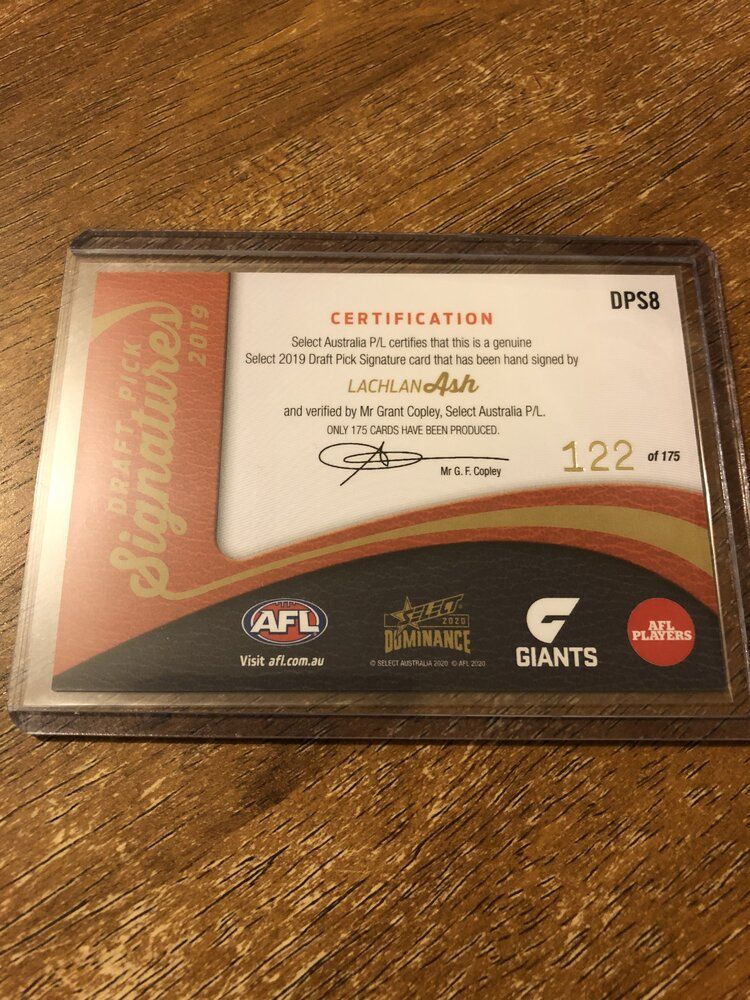 DRAFT PICK
Signatures
2019
DPS8
CERTIFICATION
Select Australia P/L certifies that this is a genuine
Select 2019 Draft Pick Signature card that has been hand signed by
LACHLAN Ash
and verified by Mr Grant Copley, Select Australia P/L.
ONLY 175 CARDS HAVE BEEN PRODUCED.
Mr G. F. Copley
122 of 175
AFL
Visit afl.com.au
SELECT
2020
DOMINANCE
© SELECT AUSTRALIA 2020 © AFL 2020
GIANTS
AFL
PLAYERS